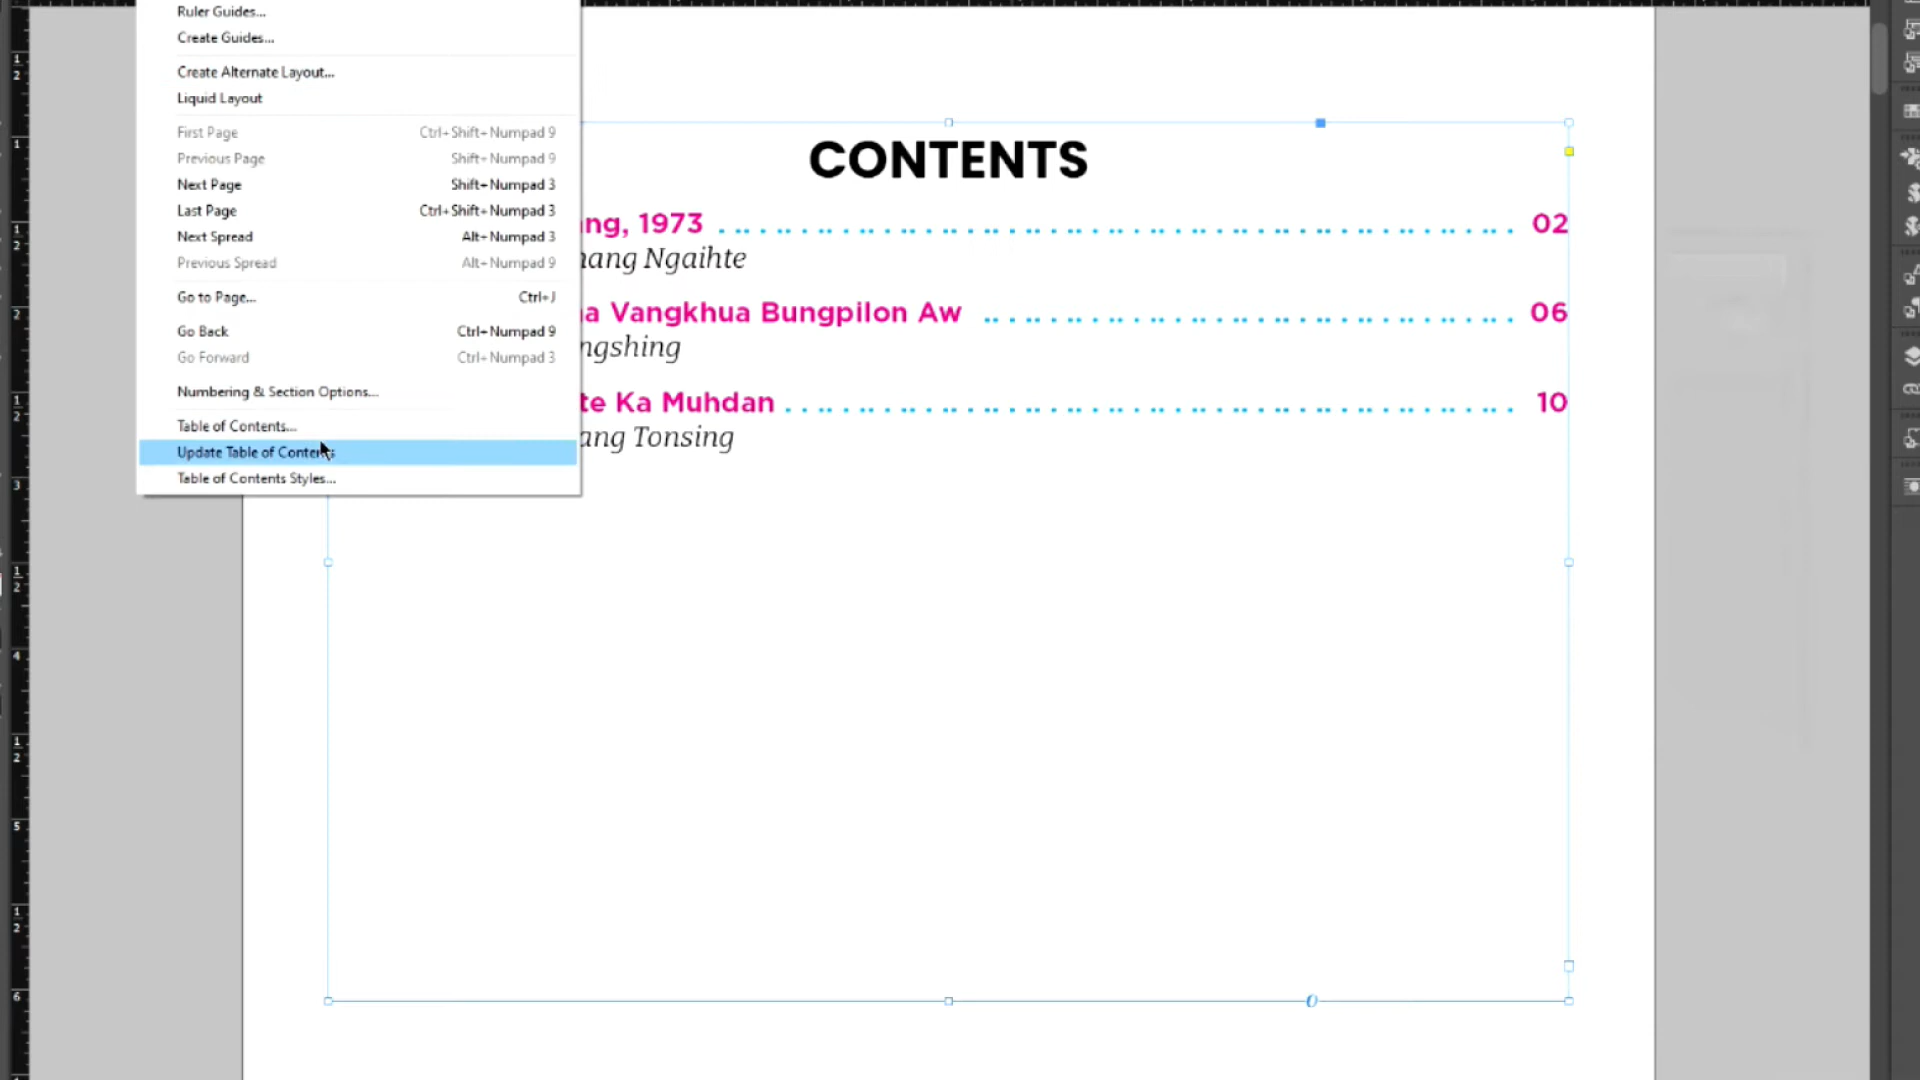 Ruler Guides...
Create Guides...
Create Alternate Layout...
Liquid Layout
First Page Ctrl+Shift+Numpad 9
Previous Page Shift+Numpad 9
Next Page Shift+Numpad 3
Last Page Ctrl+Shift+Numpad 3
Next Spread Alt+Numpad 3
Previous Spread Alt+Numpad 9
Go to Page... Ctrl+J
Go Back Ctrl+Numpad 9
Go Forward Ctrl+Numpad 3
Numbering & Section Options...
Table of Contents...
Update Table of Contents
Table of Contents Styles...
CONTENTS
ng, 1973 02
ang Ngaihte
a Vangkhua Bungpilon Aw 06
ngshing
te Ka Muhdan 10
ang Tonsing